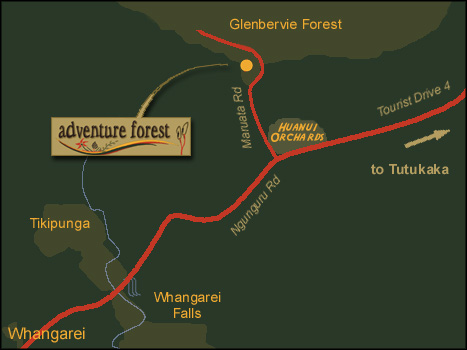 Glenbervie Forest
Maruata Rd
Tourist Drive 4
adventure forest
HUANUI
ORCHARDS
to Tutukaka
Ngunguru Rd
Tikipunga
Whangarei
Falls
Whangarei